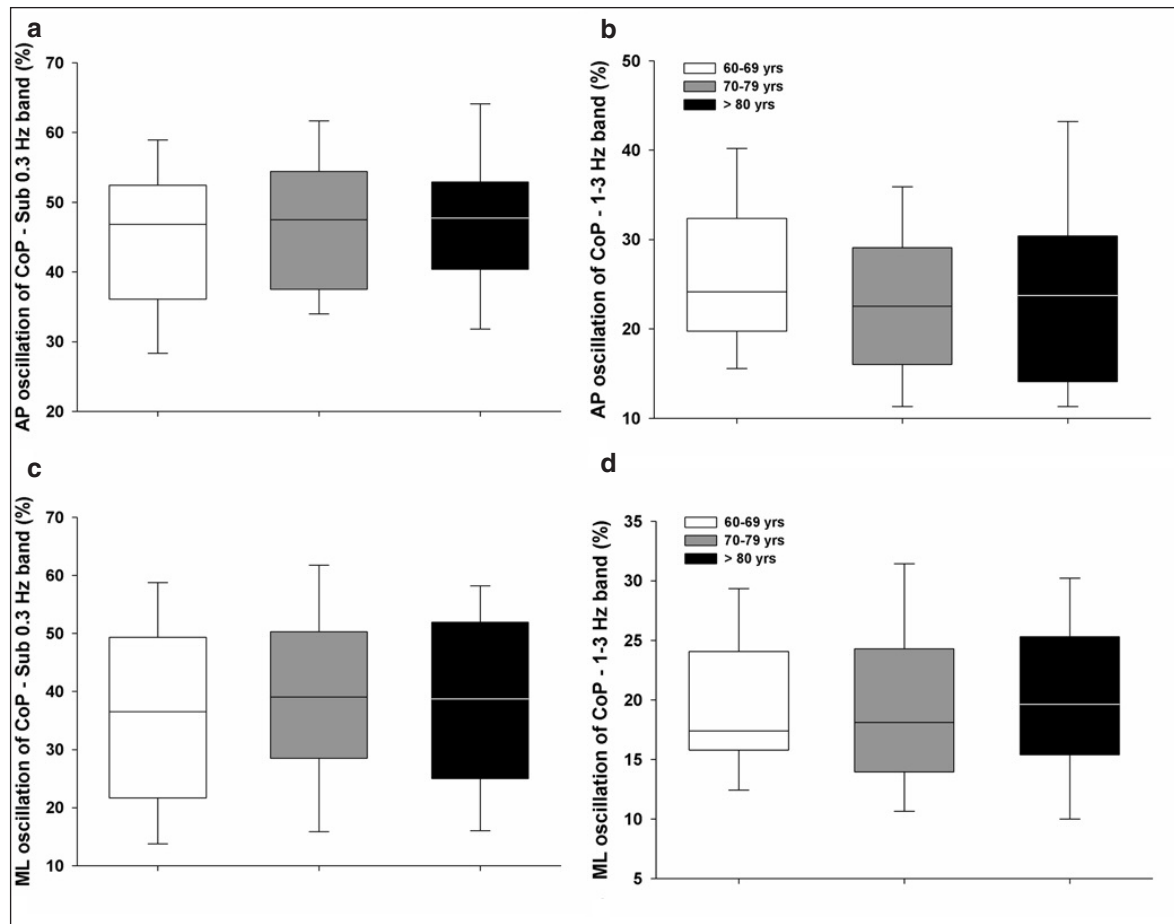 a
AP oscillation of CoP - Sub 0.3 Hz band (%)
70
60
50
40
30
20
b
AP oscillation of CoP - 1-3 Hz band (%)
50
40
30
20
10
60-69 yrs
70-79 yrs
> 80 yrs
c
ML oscillation of CoP - Sub 0.3 Hz band (%)
70
60
50
40
30
20
10
d
ML oscillation of CoP - 1-3 Hz band (%)
35
30
25
20
15
10
5
60-69 yrs
70-79 yrs
> 80 yrs